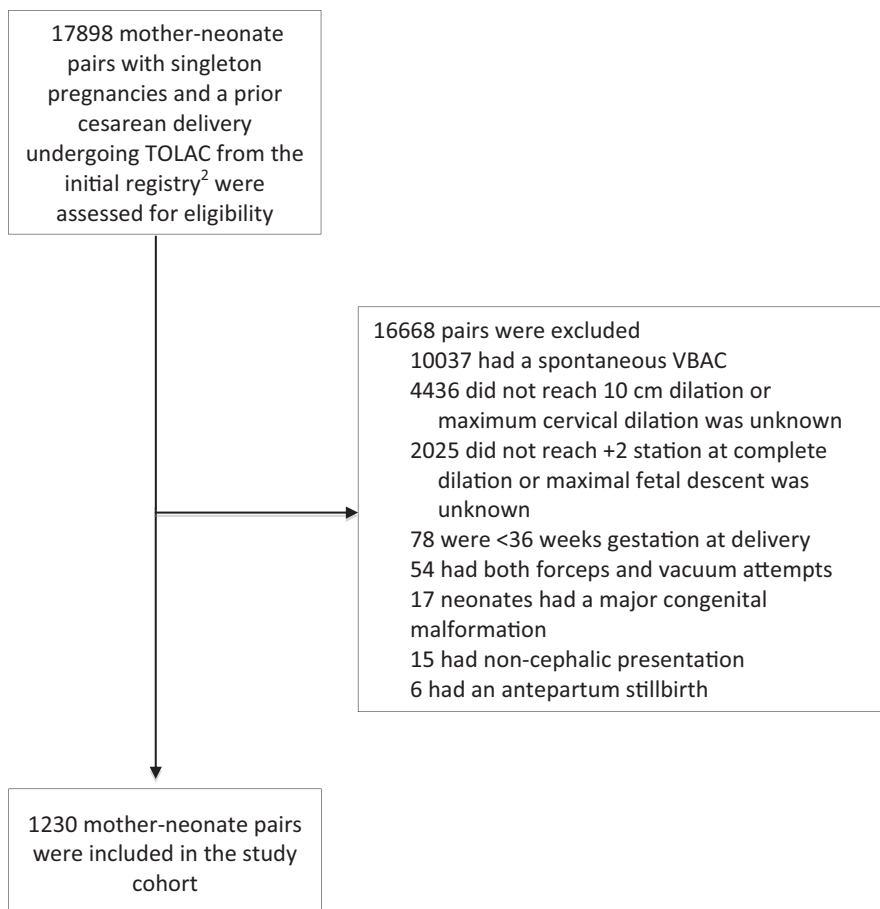 17898 mother-neonate
pairs with singleton
pregnancies and a prior
cesarean delivery
undergoing TOLAC from the
initial registry² were
assessed for eligibility
16668 pairs were excluded
10037 had a spontaneous VBAC
4436 did not reach 10 cm dilation or
maximum cervical dilation was unknown
2025 did not reach +2 station at complete
dilation or maximal fetal descent was
unknown
78 were <36 weeks gestation at delivery
54 had both forceps and vacuum attempts
17 neonates had a major congenital
malformation
15 had non-cephalic presentation
6 had an antepartum stillbirth
1230 mother-neonate pairs
were included in the study
cohort